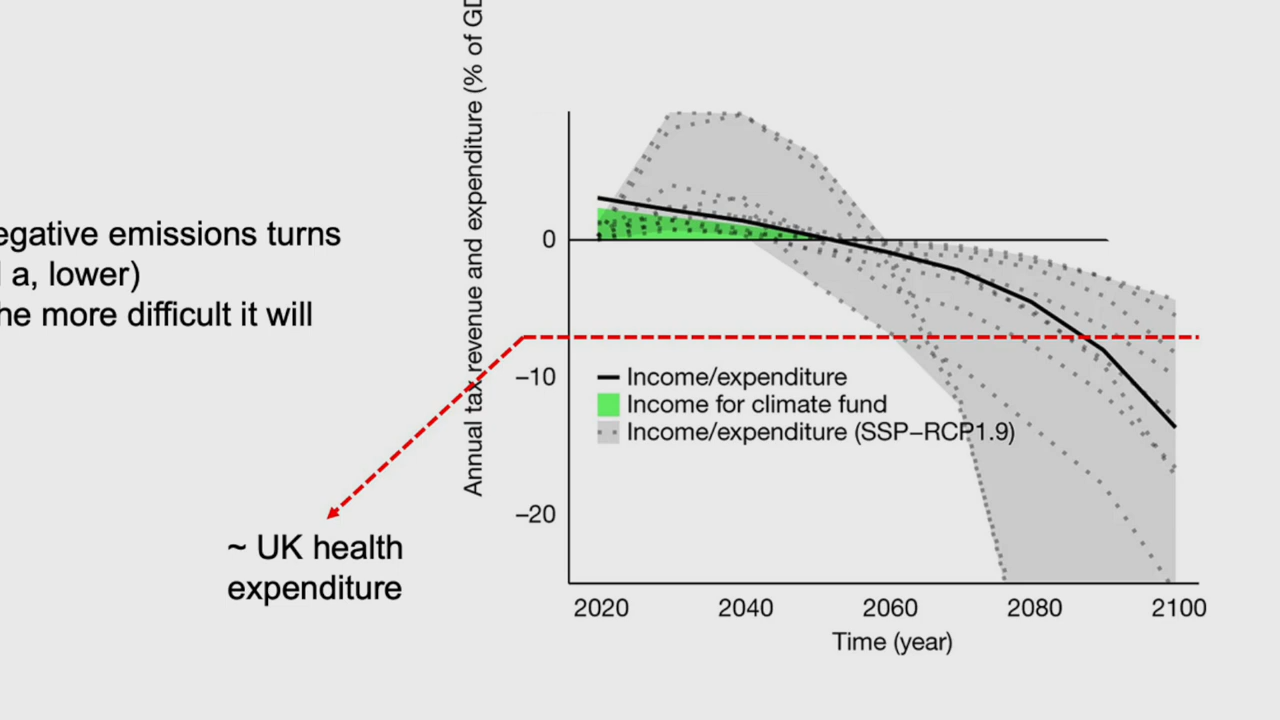 egative emissions turns
a, lower)
he more difficult it will
~ UK health
expenditure
Annual tax revenue and expenditure (% of
0
−10
−20
Income/expenditure
Income for climate fund
Income/expenditure (SSP−RCP1.9)
2020 2040 2060 2080 2100
Time (year)